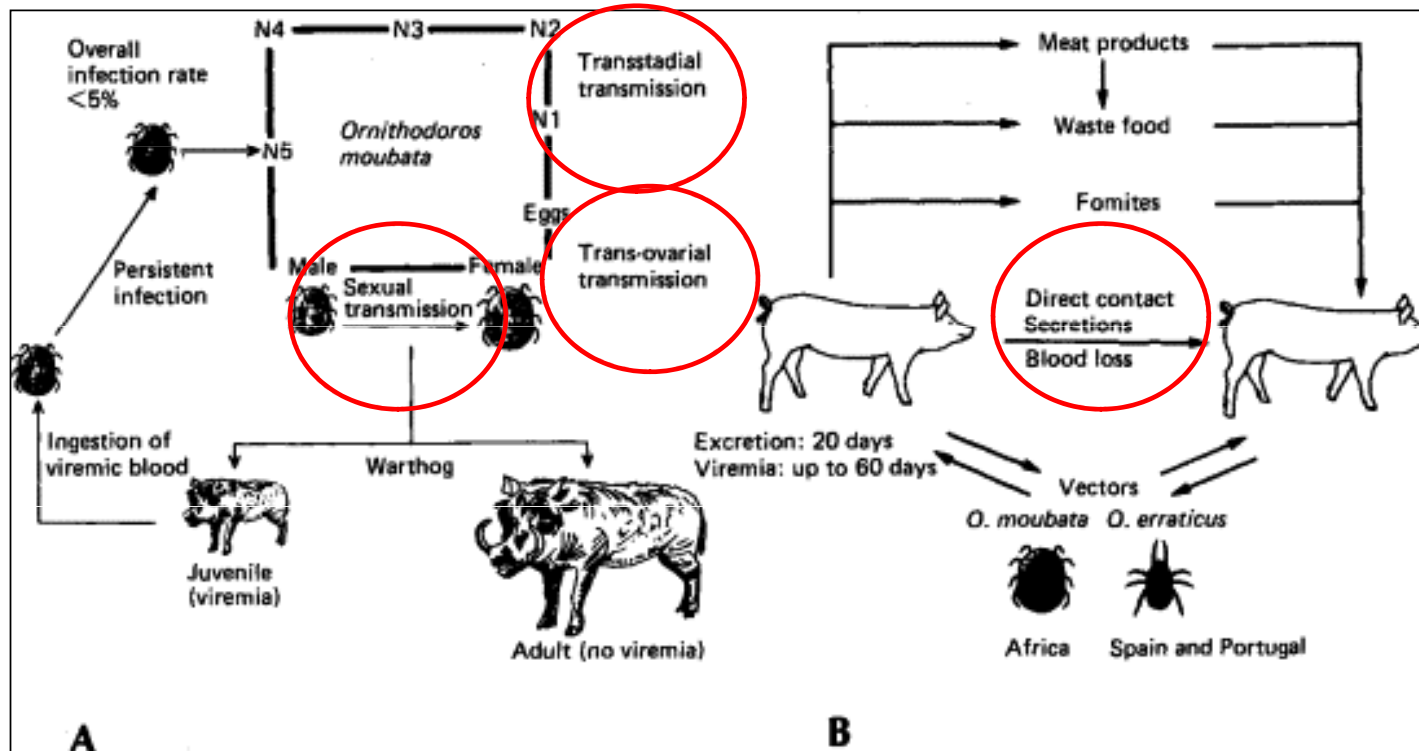 N4
N3
N2
Overall
infection rate
<5%
Transstadial
transmission
N1
Ornithodoros
moubata
N5
Eggs
Trans-ovarial
transmission
Persistent
infection
Male
Female
Sexual
transmission
Ingestion of
viremic blood
Warthog
Juvenile
(viremia)
Adult (no viremia)
A
Meat products
Waste food
Fomites
Direct contact
Secretions
Blood loss
Excretion: 20 days
Viremia: up to 60 days
Vectors
O. moubata
O. erraticus
Africa
Spain and Portugal
B